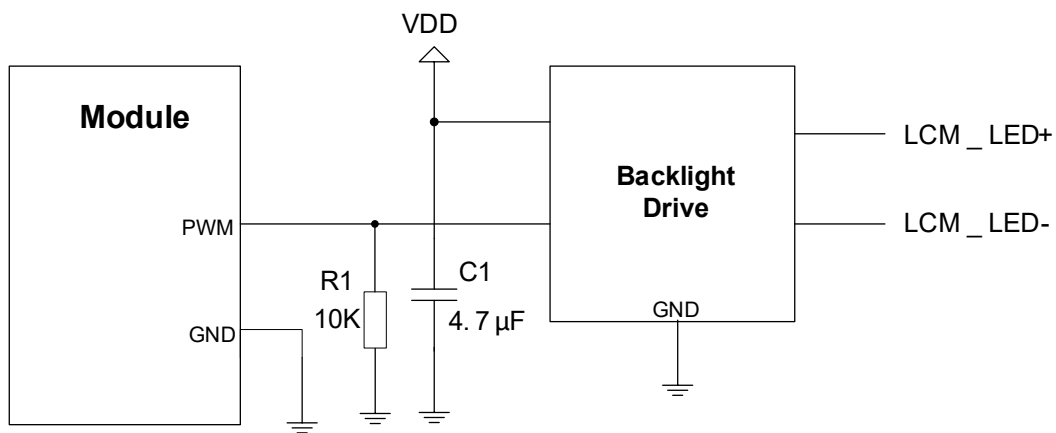 VDD
Module
PWM
GND
R1
10K
C1
4.7 µF
Backlight
Drive
GND
LCM _ LED+
LCM _ LED-